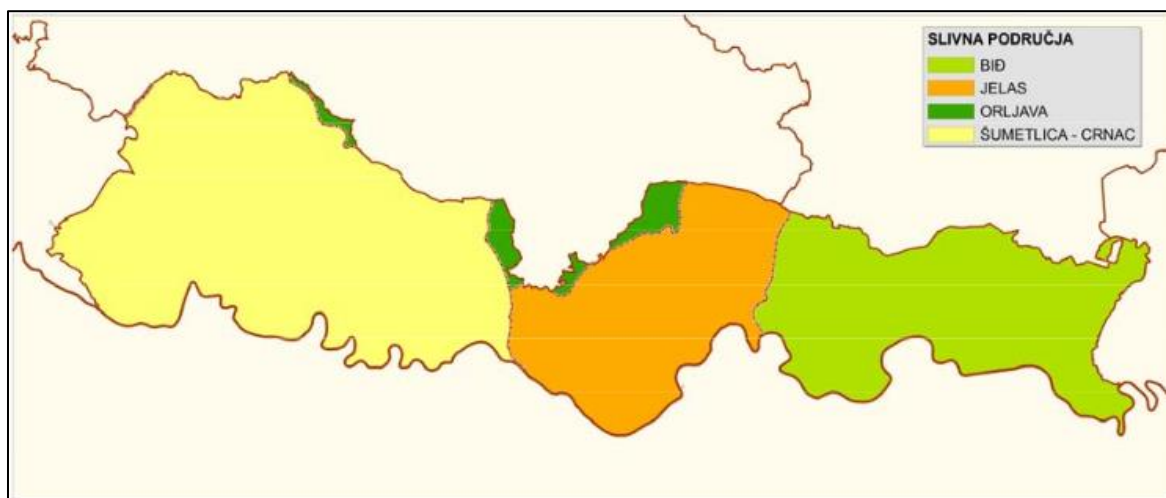 SLIVNA PODRUČJA
BIĐ
JELAS
ORLJAVA
ŠUMETLICA - CRNAC